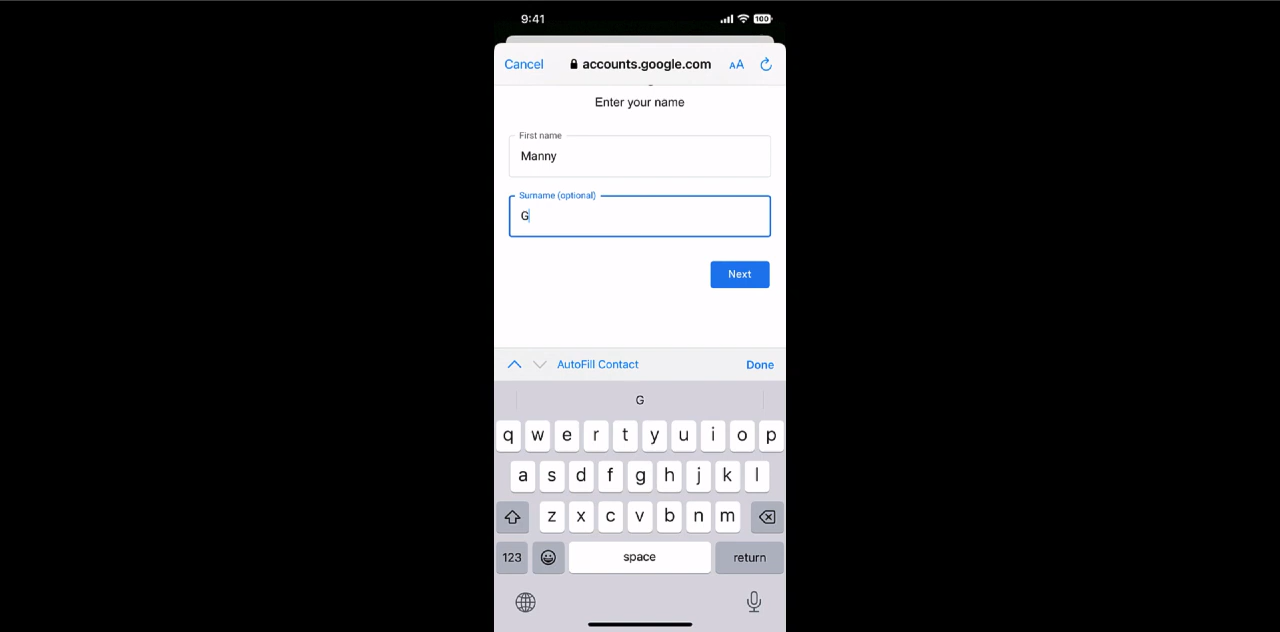 9:41
100
Cancel
accounts.google.com
AA
Enter your name
First name
Manny
Surname (optional)
G
Next
AutoFill Contact
Done
G
q w e r t y u i o p
a s d f g h j k l
z x c v b n m
123
space
return